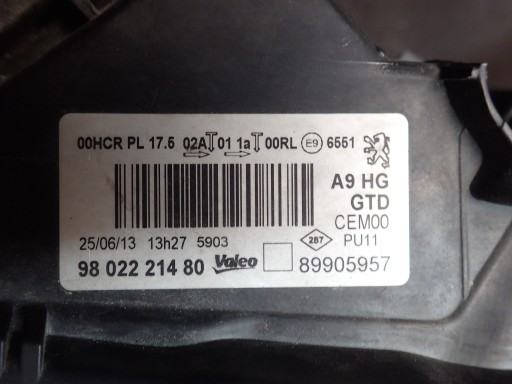 00HCR PL 17.5 02A 01 1a 00RL E9 6551
A9 HG
GTD
CEM00
25/06/13 13h27 5903 287 PU11
98 022 214 80 Valeo 89905957